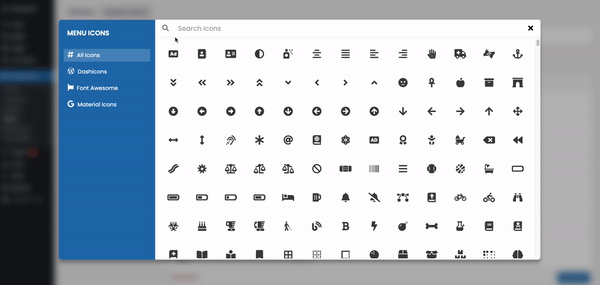 MENU ICONS
Search Icons
All Icons
Dashicons
Font Awesome
Material Icons